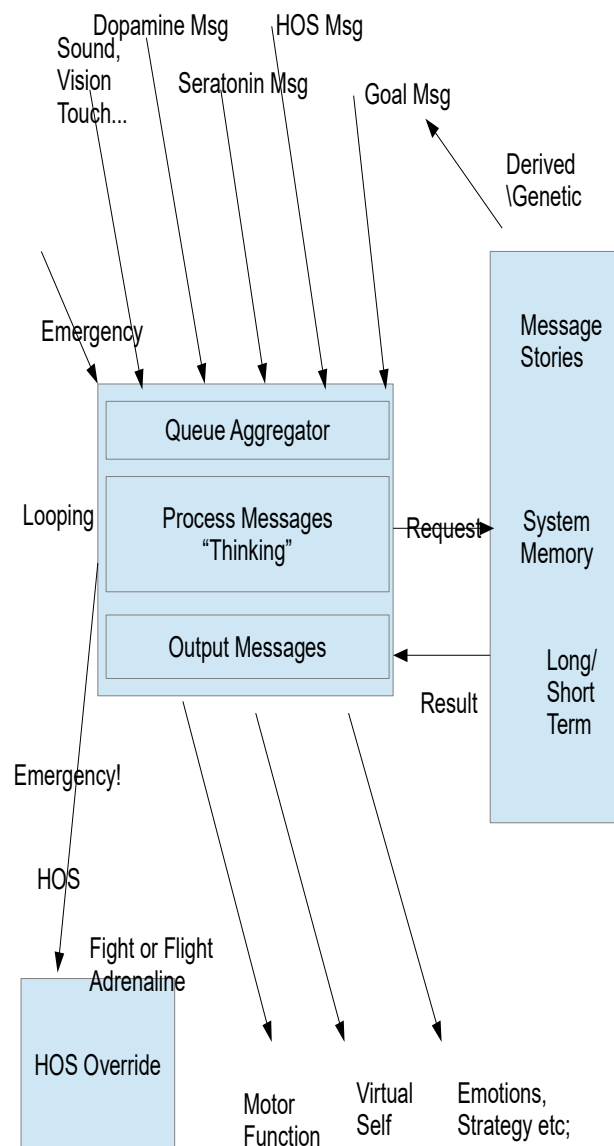 Dopamine Msg
HOS Msg
Sound,
Vision
Touch...
Seratonin Msg
Goal Msg
Derived
\Genetic
Emergency
Message
Stories
Queue Aggregator
Looping
Process Messages
“Thinking”
Request
System
Memory
Output Messages
Long/
Short
Term
Result
Emergency!
HOS
Fight or Flight
Adrenaline
HOS Override
Motor
Function
Virtual
Self
Emotions,
Strategy etc;